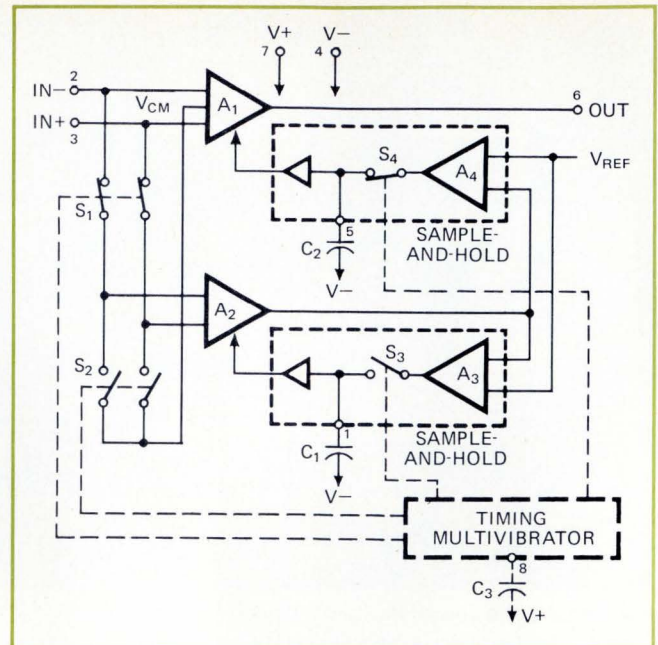 V+ V–
7 4
IN– 2
6 OUT
IN+ 3
VCM
A1
S4
A4
VREF
S1
5
C2
V–
SAMPLE-
AND-HOLD
A2
S2
S3
A3
1
C1
V–
SAMPLE-
AND-HOLD
TIMING
MULTIVIBRATOR
8
C3
V+